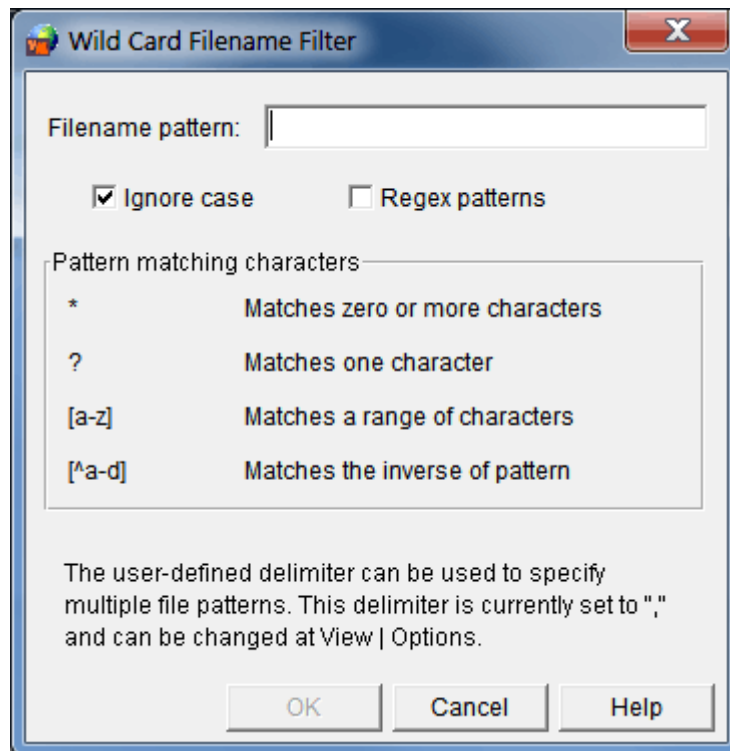 Wild Card Filename Filter
Filename pattern:
Ignore case Regex patterns
Pattern matching characters
* Matches zero or more characters
? Matches one character
[a-z] Matches a range of characters
[^a-d] Matches the inverse of pattern
The user-defined delimiter can be used to specify
multiple file patterns. This delimiter is currently set to ","
and can be changed at View | Options.
OK Cancel Help